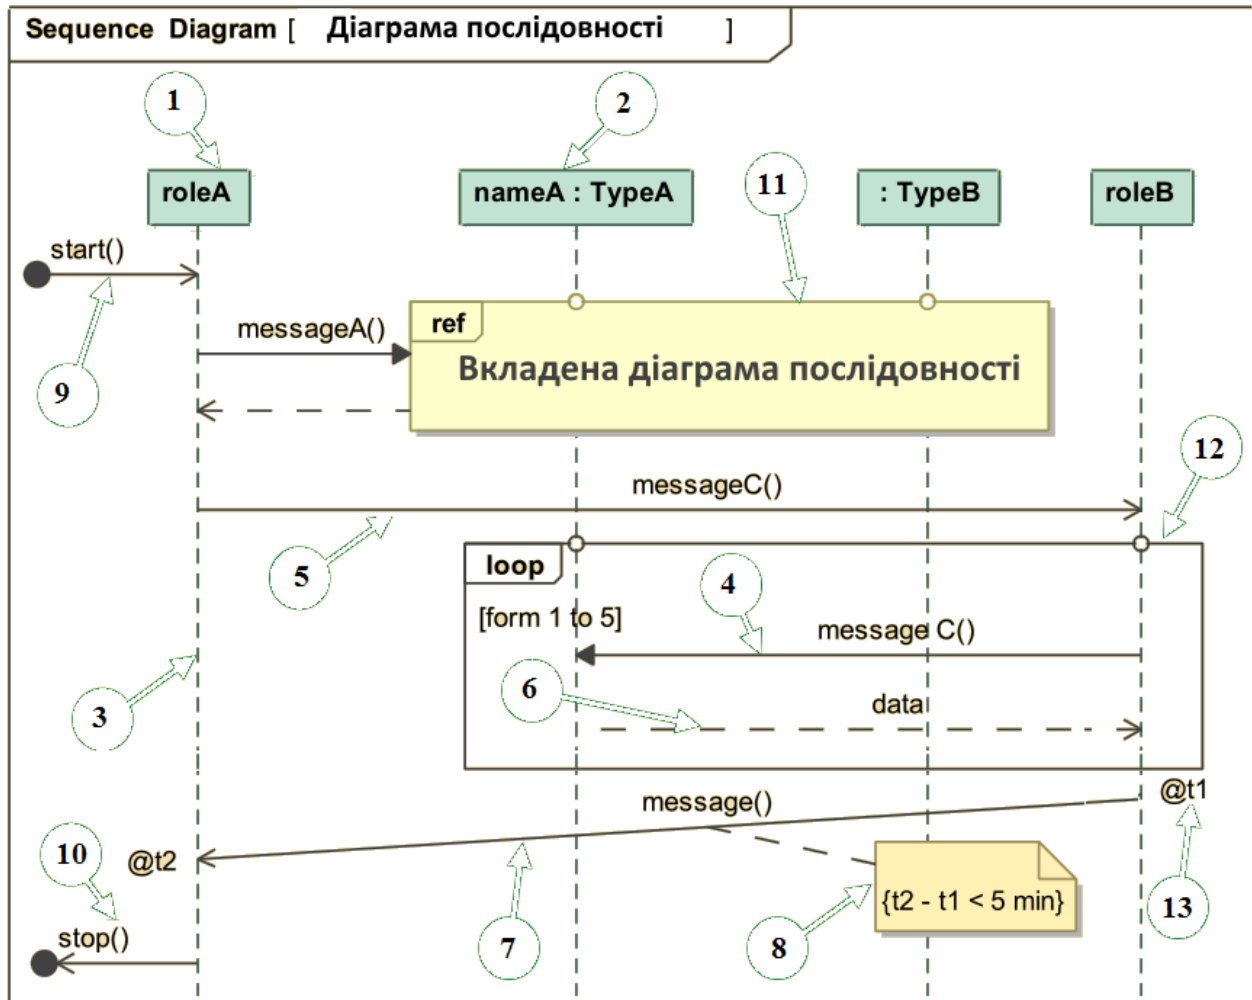 Sequence Diagram [ Діаграма послідовності ]
1
2
11
roleA
nameA : TypeA
: TypeB
roleB
start()
ref
messageA()
Вкладена діаграма послідовності
9
12
messageC()
loop
5
4
[form 1 to 5]
message C()
6
data
3
@t1
message()
10
@t2
{t2 - t1 < 5 min}
13
stop()
7
8